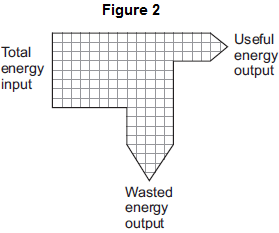 Figure 2
Total
energy
input
Useful
energy
output
Wasted
energy
output